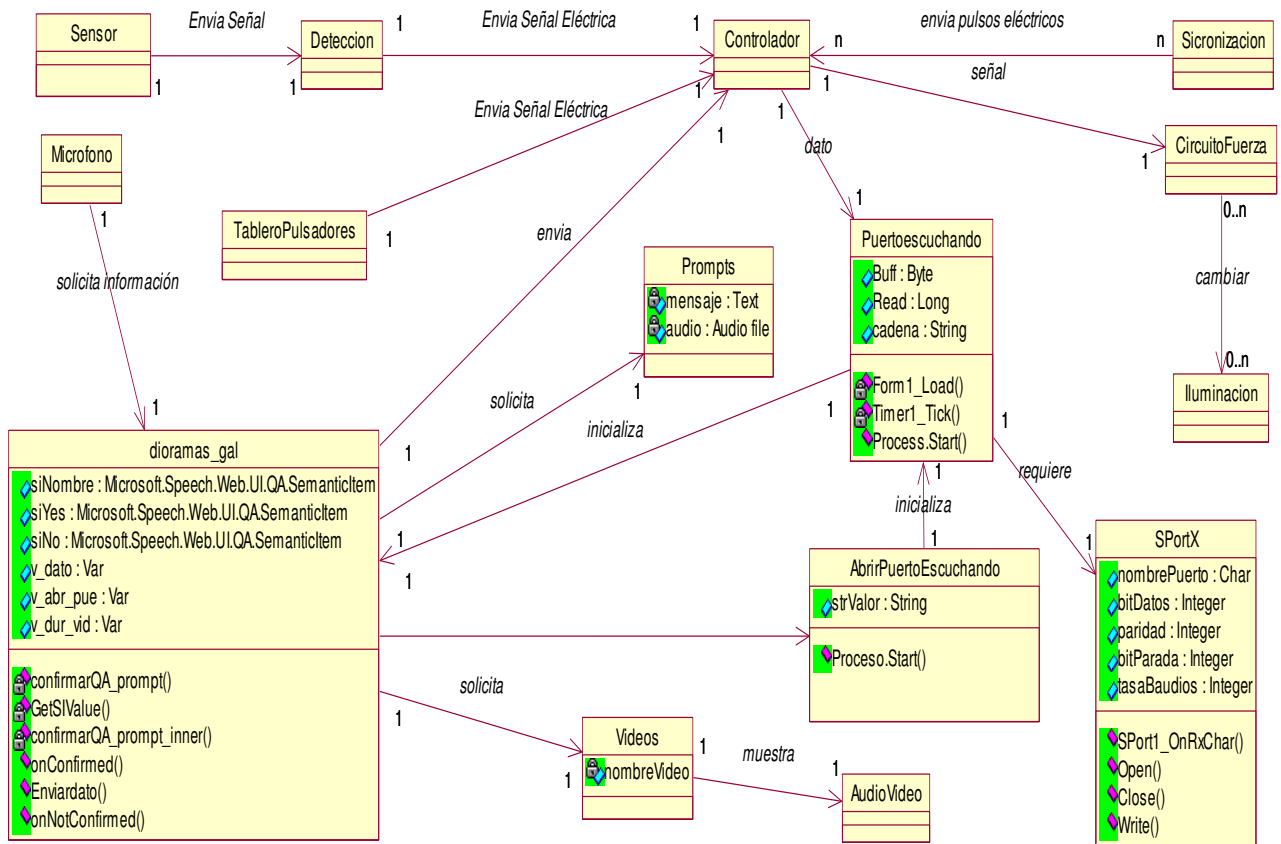 Sensor
1
Envia Señal
1
Deteccion
1
Envia Señal Eléctrica
1
Controlador
n
envia pulsos eléctricos
n
Sicronizacion
1
señal
1
CircuitoFuerza
0..n
cambiar
0..n
Iluminacion
Envia Señal Eléctrica
1
1
TableroPulsadores
Microfono
1
solicita información
1
envia
1
1
1
dato
1
Puertoescuchando
Buff : Byte
Read : Long
cadena : String
Form1_Load()
Timer1_Tick()
Process.Start()
Prompts
mensaje : Text
audio : Audio file
1
solicita
1
inicializa
1
1
1
requiere
1
1
inicializa
1
dioramas_gal
siNombre : Microsoft.Speech.Web.UI.QA.SemanticItem
siYes : Microsoft.Speech.Web.UI.QA.SemanticItem
siNo : Microsoft.Speech.Web.UI.QA.SemanticItem
v_dato : Var
v_abr_pue : Var
v_dur_vid : Var
confirmarQA_prompt()
GetSIValue()
confirmarQA_prompt_inner()
onConfirmed()
Enviardato()
onNotConfirmed()
AbrirPuertoEscuchando
strValor : String
Proceso.Start()
SPortX
nombrePuerto : Char
bitDatos : Integer
paridad : Integer
bitParada : Integer
tasaBaudios : Integer
SPort1_OnRxChar()
Open()
Close()
Write()
solicita
1
1
Videos
nombreVideo
1
muestra
1
AudioVideo